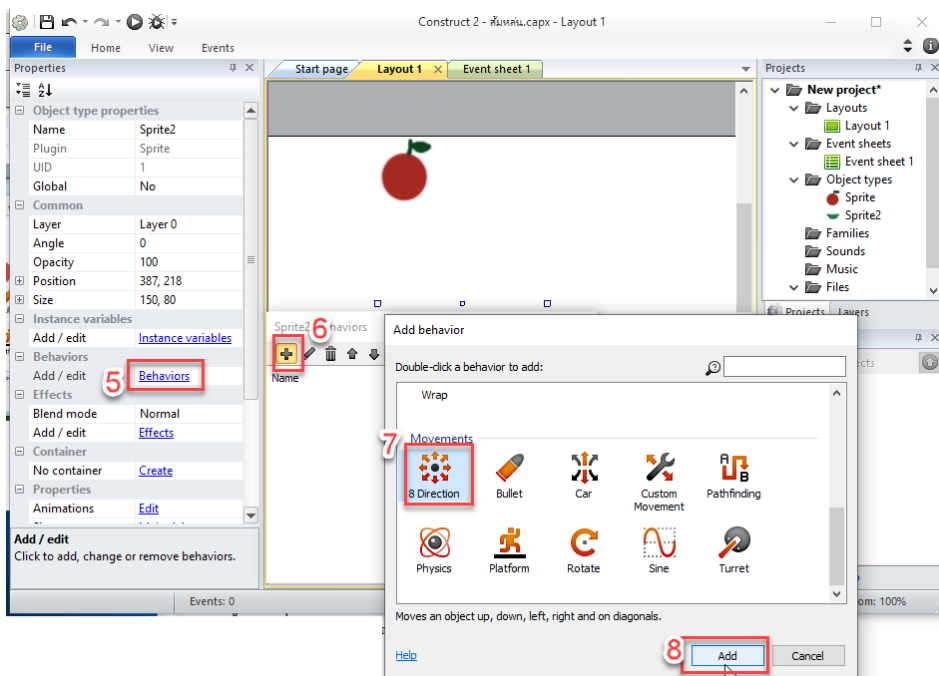 Construct 2 - ส้มหล่น.capx - Layout 1
File Home View Events
Properties
Start page Layout 1 Event sheet 1
Projects
Object type properties
Name Sprite2
Plugin Sprite
UID 1
Global No
Common
Layer Layer 0
Angle 0
Opacity 100
Position 387, 218
Size 150, 80
Instance variables
Add / edit Instance variables
Behaviors
5
Add / edit Behaviors
Effects
Blend mode Normal
Add / edit Effects
Container
No container Create
Properties
Animations Edit
Add / edit
Click to add, change or remove behaviors.
Events: 0
New project*
Layouts
Layout 1
Event sheets
Event sheet 1
Object types
Sprite
Sprite2
Families
Sounds
Music
Files
Projects Layers
6
Name
Add behavior
Double-click a behavior to add:
Wrap
7
Movements
8 Direction Bullet Car Custom Movement Pathfinding
Physics Platform Rotate Sine Turret
Moves an object up, down, left, right and on diagonals.
Help
8
Add Cancel
100%